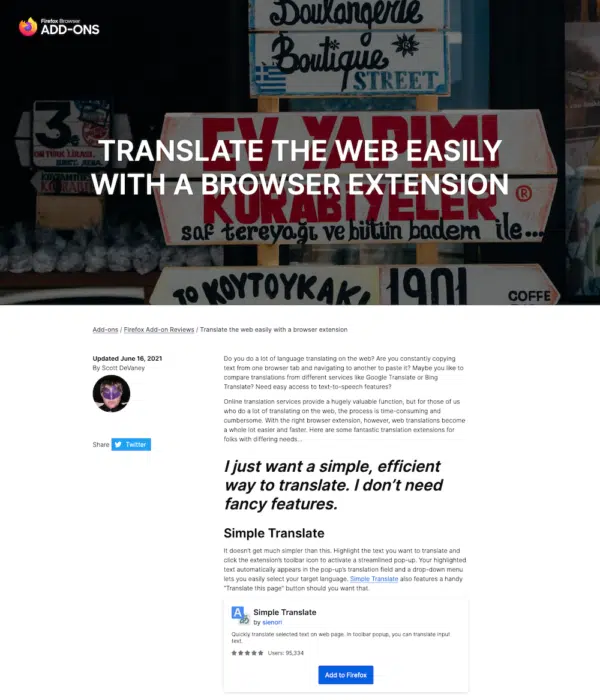 Boulangerie
Boutique
STREET
Firefox Browser
ADD-ONS
TRANSLATE THE WEB EASILY
WITH A BROWSER EXTENSION
EV YAPIMI
KURABİYELER
®
saf tereyağı ve bütün badem ile...
ΤΟ ΚΟΥΤΟΥΚΑΚΙ
1901
COFFE
Add-ons / Firefox Add-on Reviews / Translate the web easily with a browser extension
Updated June 16, 2021
By Scott DeVaney
Share
Twitter
Do you do a lot of language translating on the web? Are you constantly copying
text from one browser tab and navigating to another to paste it? Maybe you like to
compare translations from different services like Google Translate or Bing
Translate? Need easy access to text-to-speech features?
Online translation services provide a hugely valuable function, but for those of us
who do a lot of translating on the web, the process is time-consuming and
cumbersome. With the right browser extension, however, web translations become
a whole lot easier and faster. Here are some fantastic translation extensions for
folks with differing needs...
I just want a simple, efficient
way to translate. I don't need
fancy features.
Simple Translate
It doesn't get much simpler than this. Highlight the text you want to translate and
click the extension's toolbar icon to activate a streamlined pop-up. Your highlighted
text automatically appears in the pop-up's translation field and a drop-down menu
lets you easily select your target language. Simple Translate also features a handy
"Translate this page" button should you want that.
Simple Translate
by sienori
Quickly translate selected text on web page. In toolbar popup, you can translate input
text.
Users: 95,334
Add to Firefox